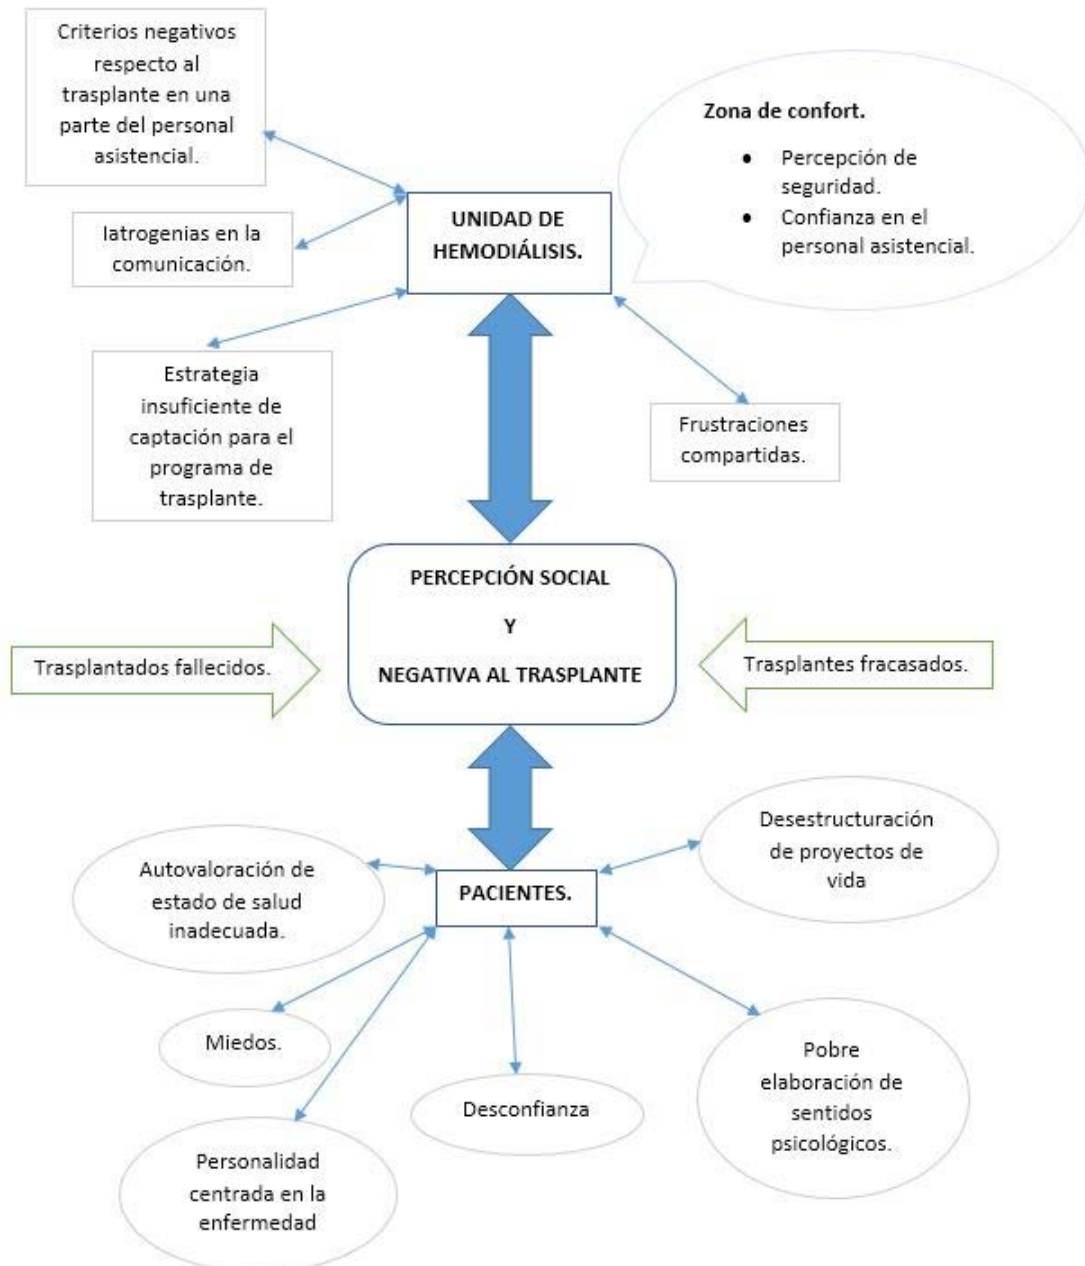 Criterios negativos
respecto al
trasplante en una
parte del personal
asistencial.
Zona de confort.
• Percepción de
seguridad.
• Confianza en el
personal asistencial.
Iatrogenias en la
comunicación.
UNIDAD DE
HEMODIÁLISIS.
Estrategia
insuficiente de
captación para el
programa de
trasplante.
Frustraciones
compartidas.
PERCEPCIÓN SOCIAL
Y
NEGATIVA AL TRASPLANTE
Trasplantados fallecidos.
Trasplantes fracasados.
Autovaloración de
estado de salud
inadecuada.
PACIENTES.
Desestructuración
de proyectos de
vida
Miedos.
Desconfianza
Pobre
elaboración de
sentidos
psicológicos.
Personalidad
centrada en la
enfermedad